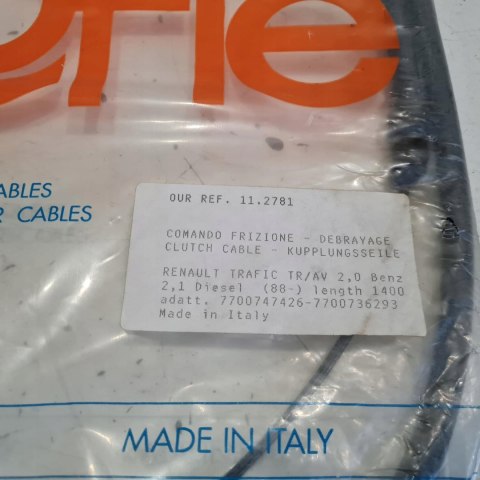 ABLES
CABLES
OUR REF. 11.2781
COMANDO FRIZIONE - DEBRAYAGE
CLUTCH CABLE - KUPPLUNGSSEILE
RENAULT TRAFIC TR/AV 2,0 Benz
2,1 Diesel (88-) length 1400
adatt. 7700747426-7700736293
Made in Italy
MADE IN ITALY